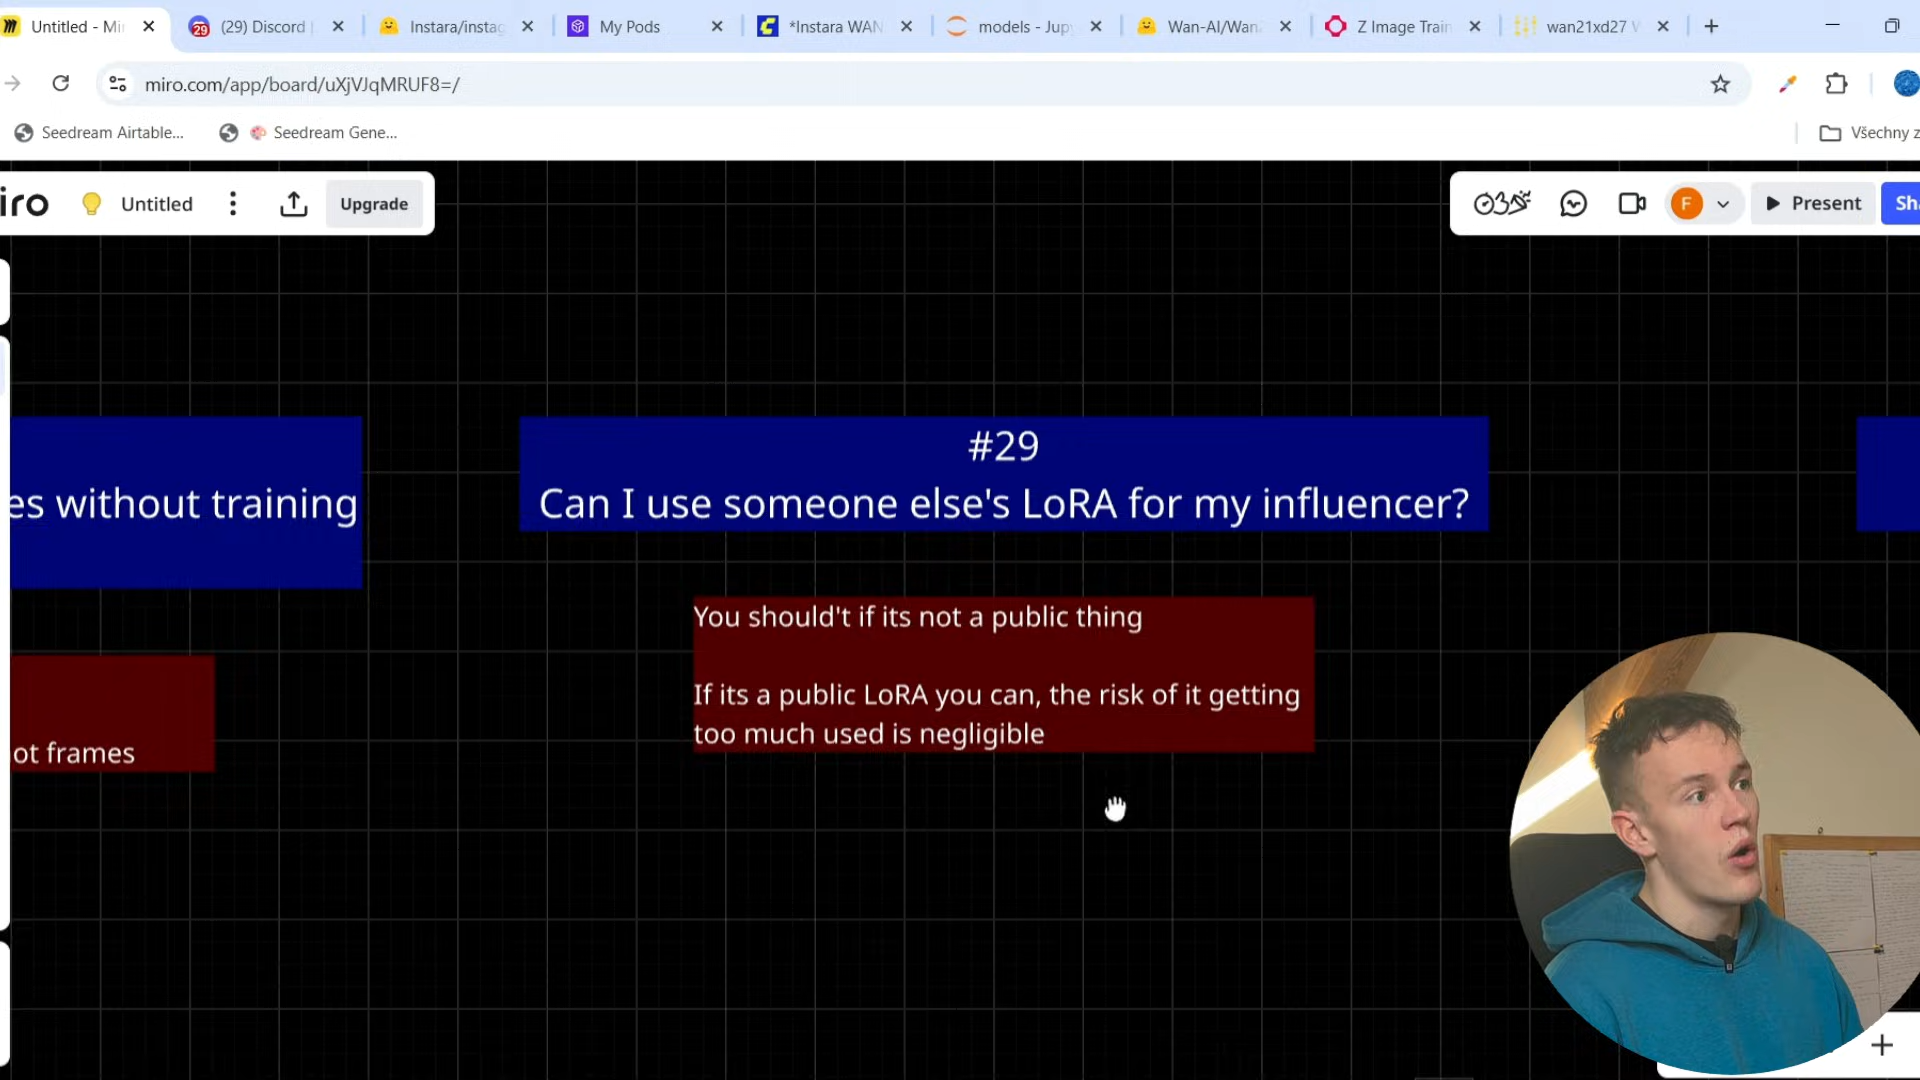 Untitled - Mi
29
(29) Discord |
Instara/instag
My Pods
*Instara WAN
models - Jup
Wan-AI/Wan
Z Image Train
wan21xd27 V
miro.com/app/board/uXjVJqMRUF8=/
Seedream Airtable...
Seedream Gene...
Všechny z
iro
Untitled
Upgrade
F
Present
Sha
es without training
ot frames
#29
Can I use someone else's LoRA for my influencer?
You should't if its not a public thing
If its a public LoRA you can, the risk of it getting
too much used is negligible